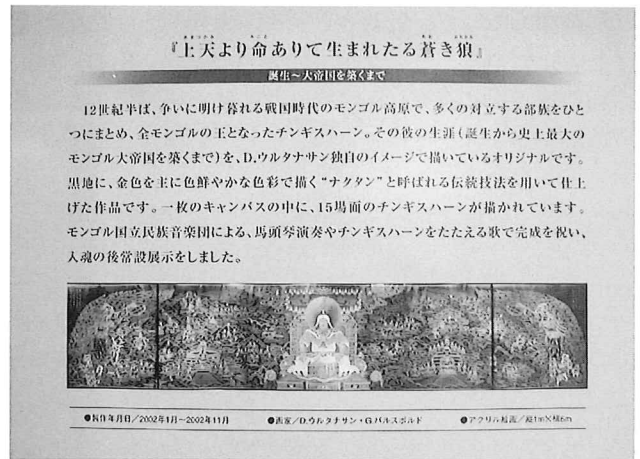 『上天より命ありて生まれたる蒼き狼』
誕生～大帝国を築くまで
12世紀半ば、争いに明け暮れる戦国時代のモンゴル高原で、多くの対立する部族をひと
つにまとめ、全モンゴルの王となったチンギスハーン。その彼の生涯(誕生から史上最大の
モンゴル大帝国を築くまで)を、D.ウルタナサン独自のイメージで描いているオリジナルです。
黒地に、金色を主に色鮮やかな色彩で描く“ナクタン”と呼ばれる伝統技法を用いて仕上
げた作品です。一枚のキャンバスの中に、15場面のチンギスハーンが描かれています。
モンゴル国立民族音楽団による、馬頭琴演奏やチンギスハーンをたたえる歌で完成を祝い、
入魂の後常設展示をしました。
●製作年月日/2002年1月～2002年11月 ●画家/D.ウルタナサン・G.パルスボルド ●アクリル板画/縦1m×横6m